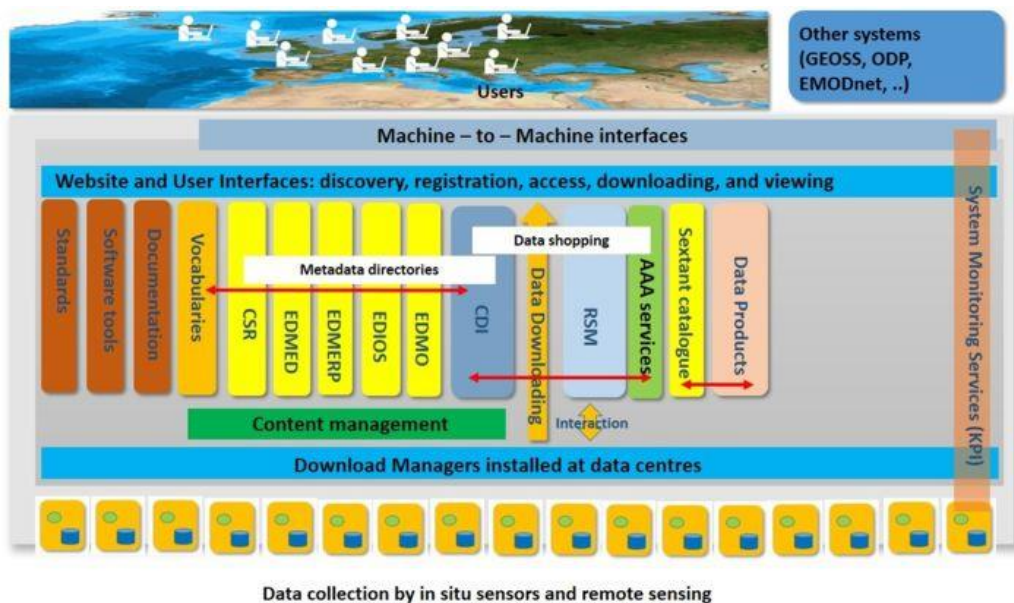 Users
Other systems
(GEOSS, ODP,
EMODnet, ..)
Machine – to – Machine interfaces
Website and User Interfaces: discovery, registration, access, downloading, and viewing
Standards
Software tools
Documentation
Vocabularies
CSR
EDMED
EDMERP
EDIOS
EDMO
CDI
Data Downloading
RSM
AAA services
Sextant catalogue
Data Products
System Monitoring Services (KPI)
Data shopping
Metadata directories
Content management
Interaction
Download Managers installed at data centres
Data collection by in situ sensors and remote sensing